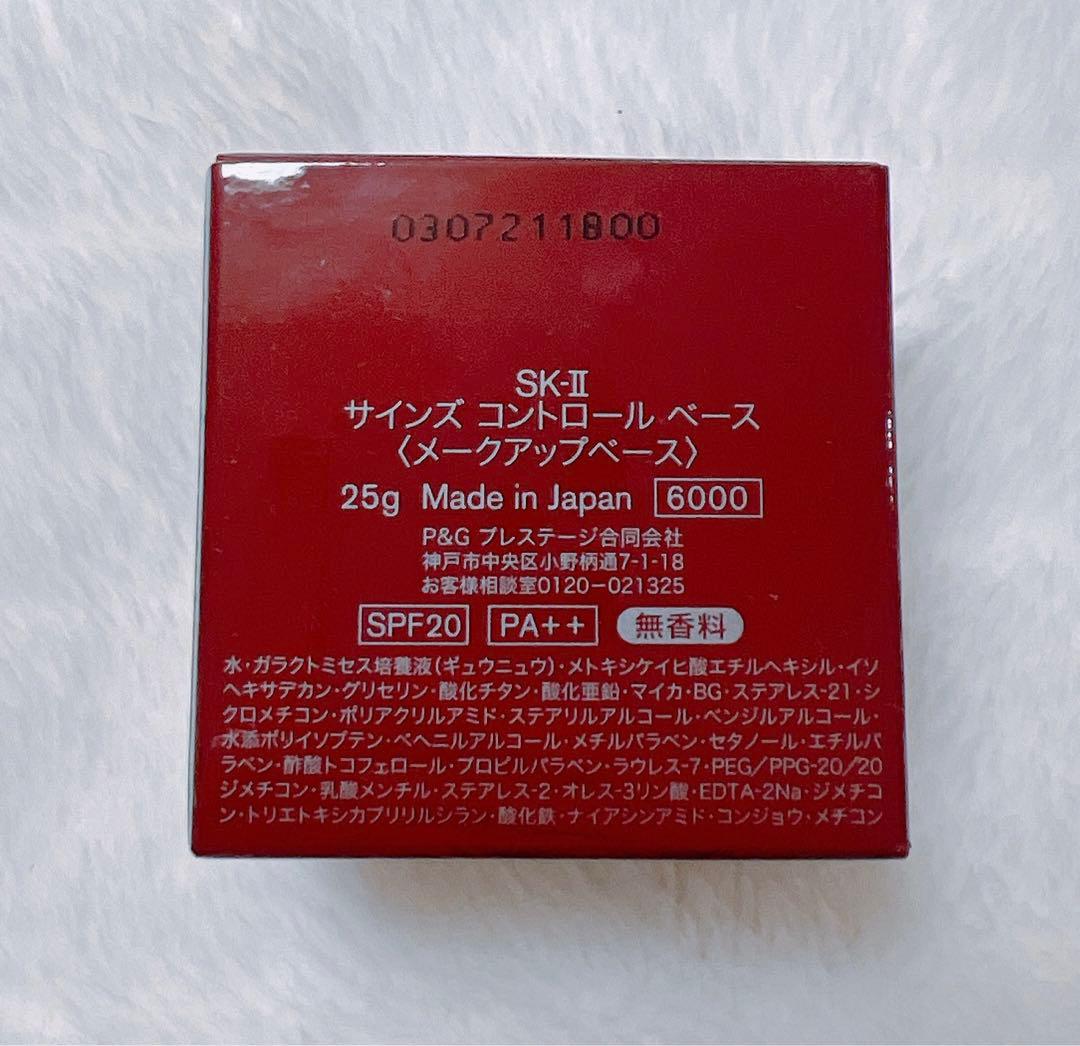 0307211800
SK-Ⅱ
サインズ コントロール ベース
〈メークアップベース〉
25g Made in Japan 6000
P&G プレステージ合同会社
神戸市中央区小野柄通7-1-18
お客様相談室0120-021325
SPF20 PA++ 無香料
水・ガラクトミセス培養液(ギュウニュウ)・メトキシケイヒ酸エチルヘキシル・イソ
ヘキサデカン・グリセリン・酸化チタン・酸化亜鉛・マイカ・BG・ステアレス-21・シ
クロメチコン・ポリアクリルアミド・ステアリルアルコール・ベンジルアルコール・
水添ポリイソブテン・ベヘニルアルコール・メチルパラベン・セタノール・エチルパ
ラベン・酢酸トコフェロール・プロピルパラベン・ラウレス-7・PEG/PPG-20/20
ジメチコン・乳酸メンチル・ステアレス-2・オレス-3リン酸・EDTA-2Na・ジメチコ
ン・トリエトキシカプリリルシラン・酸化鉄・ナイアシンアミド・コンジョウ・メチコン